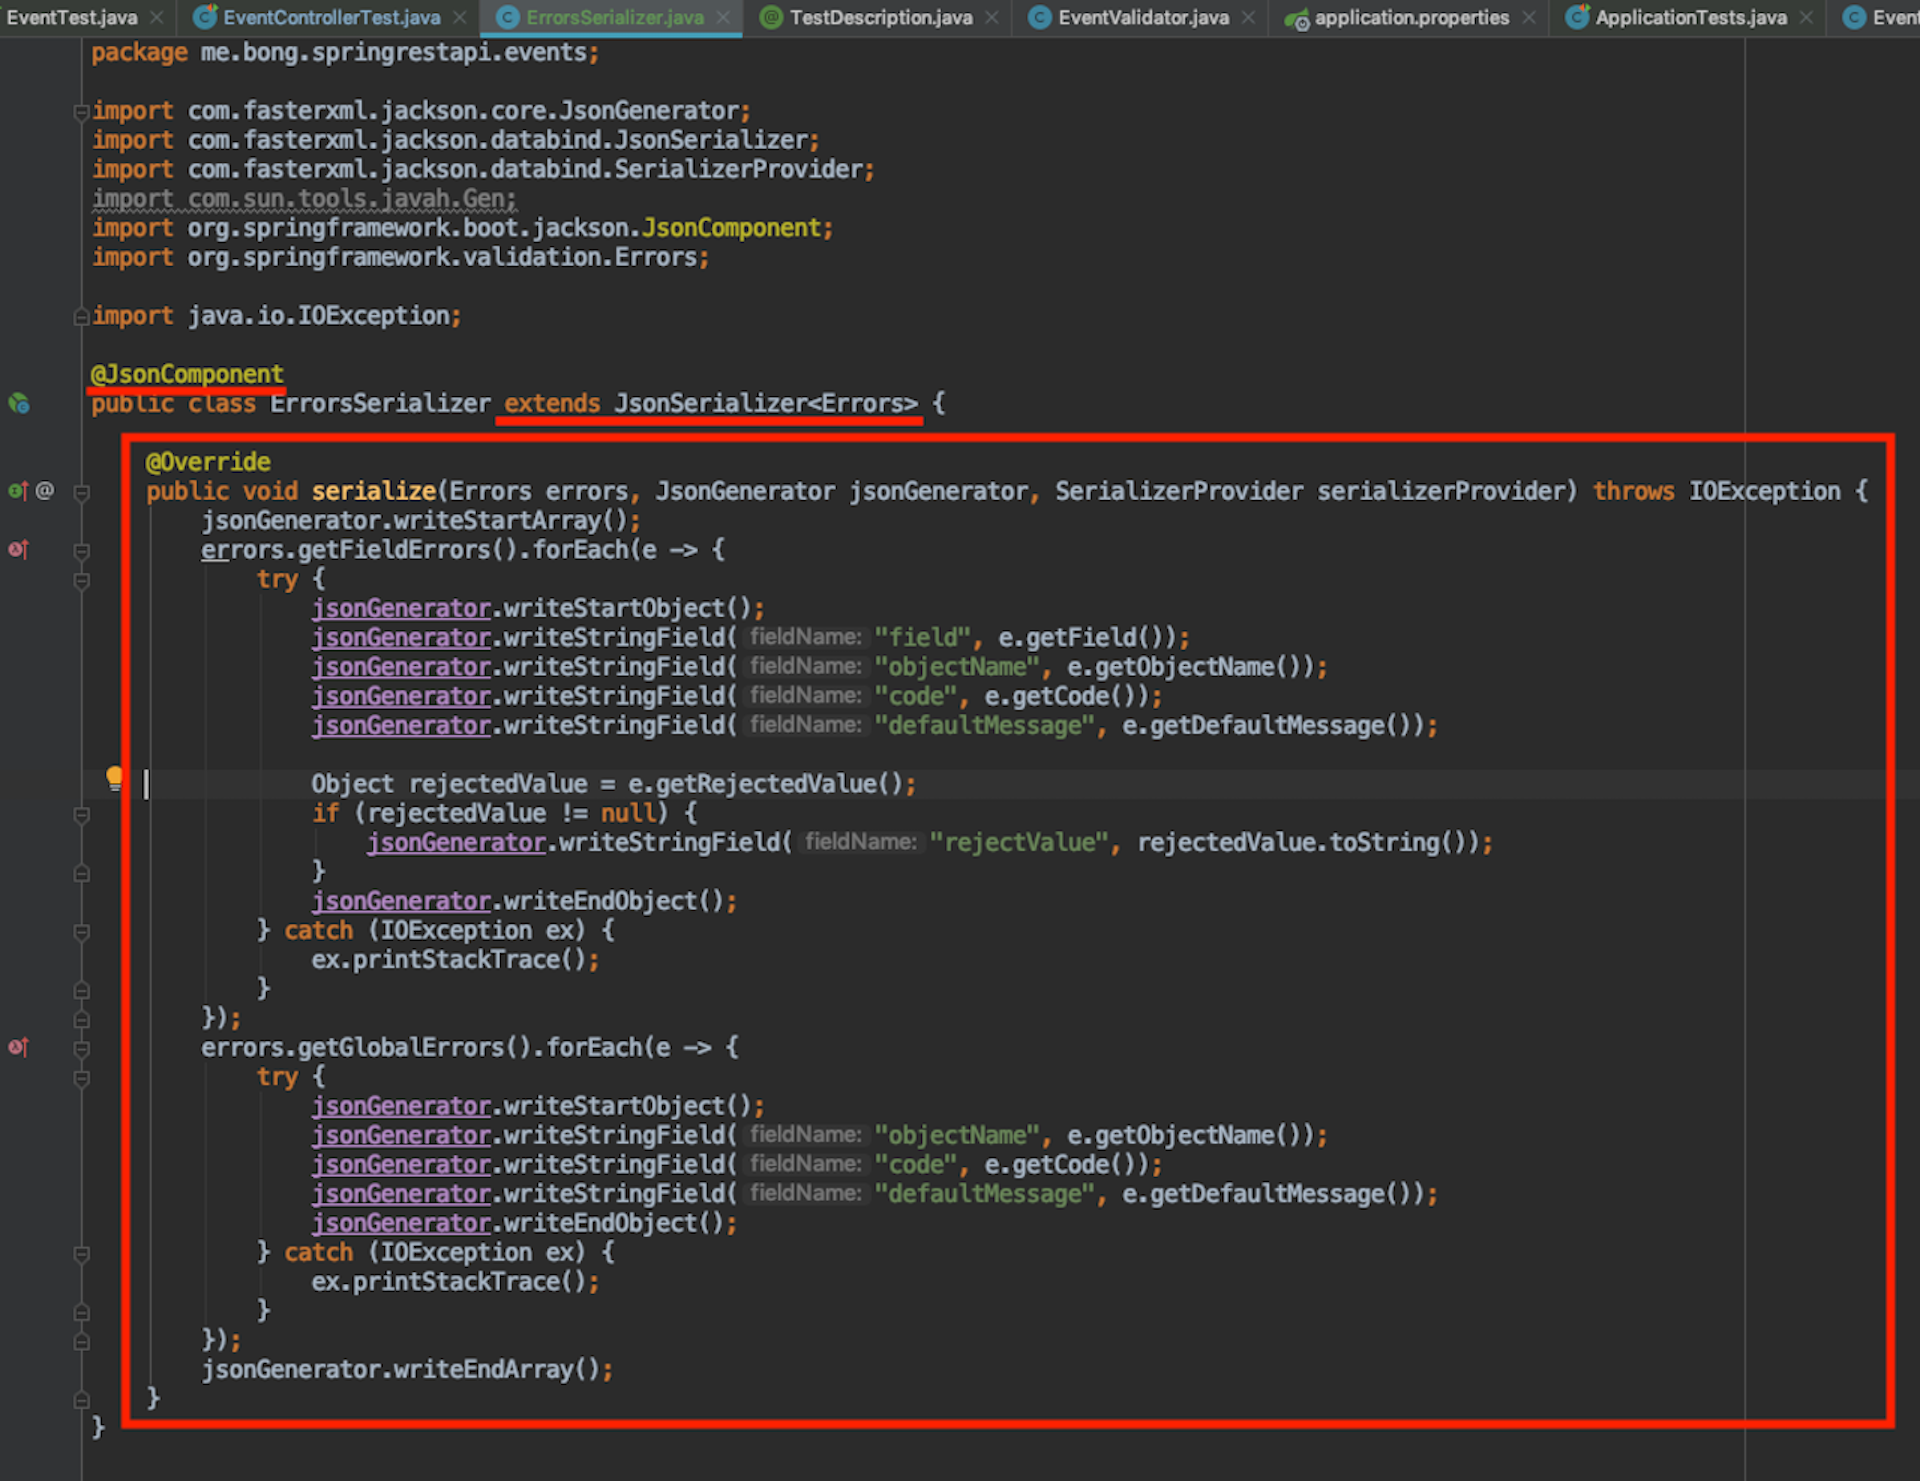 EventTest.java EventControllerTest.java ErrorsSerializer.java TestDescription.java EventValidator.java application.properties ApplicationTests.java Event
package me.bong.springrestapi.events;
import com.fasterxml.jackson.core.JsonGenerator;
import com.fasterxml.jackson.databind.JsonSerializer;
import com.fasterxml.jackson.databind.SerializerProvider;
import com.sun.tools.javah.Gen;
import org.springframework.boot.jackson.JsonComponent;
import org.springframework.validation.Errors;
import java.io.IOException;
@JsonComponent
public class ErrorsSerializer extends JsonSerializer<Errors> {
@Override
public void serialize(Errors errors, JsonGenerator jsonGenerator, SerializerProvider serializerProvider) throws IOException {
jsonGenerator.writeStartArray();
errors.getFieldErrors().forEach(e -> {
try {
jsonGenerator.writeStartObject();
jsonGenerator.writeStringField( fieldName: "field", e.getField());
jsonGenerator.writeStringField( fieldName: "objectName", e.getObjectName());
jsonGenerator.writeStringField( fieldName: "code", e.getCode());
jsonGenerator.writeStringField( fieldName: "defaultMessage", e.getDefaultMessage());
Object rejectedValue = e.getRejectedValue();
if (rejectedValue != null) {
jsonGenerator.writeStringField( fieldName: "rejectValue", rejectedValue.toString());
}
jsonGenerator.writeEndObject();
} catch (IOException ex) {
ex.printStackTrace();
}
});
errors.getGlobalErrors().forEach(e -> {
try {
jsonGenerator.writeStartObject();
jsonGenerator.writeStringField( fieldName: "objectName", e.getObjectName());
jsonGenerator.writeStringField( fieldName: "code", e.getCode());
jsonGenerator.writeStringField( fieldName: "defaultMessage", e.getDefaultMessage());
jsonGenerator.writeEndObject();
} catch (IOException ex) {
ex.printStackTrace();
}
});
jsonGenerator.writeEndArray();
}
}